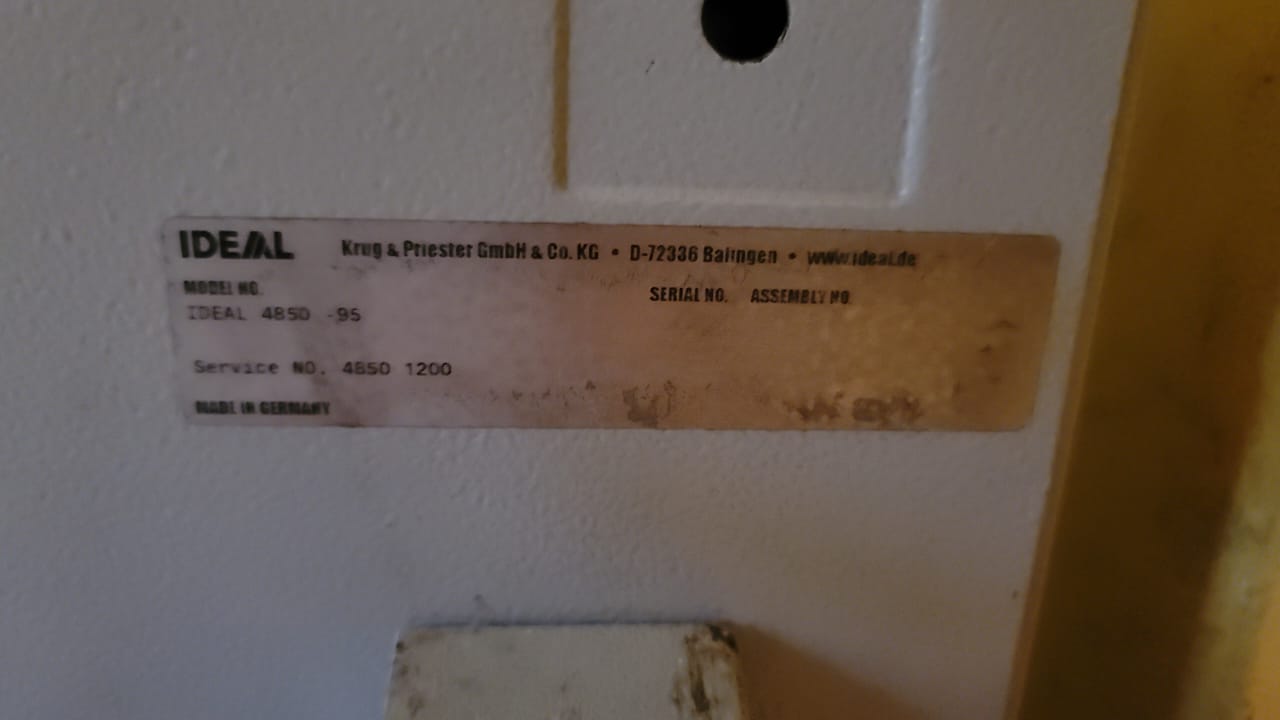 IDEAL Krug & Priester GmbH & Co. KG • D-72336 Balingen • www.ideal.de
MODEL NO. SERIAL NO. ASSEMBLY NO.
IDEAL 4850 -95
Service NO. 4850 1200
MADE IN GERMANY